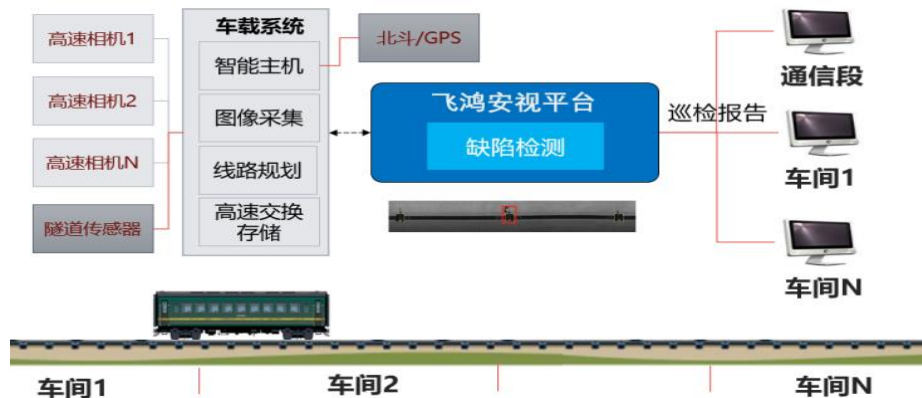 高速相机1
高速相机2
高速相机N
隧道传感器
车载系统
智能主机
图像采集
线路规划
高速交换
存储
北斗/GPS
飞鸿安视平台
缺陷检测
巡检报告
通信段
车间1
车间N
车间1
车间2
车间N